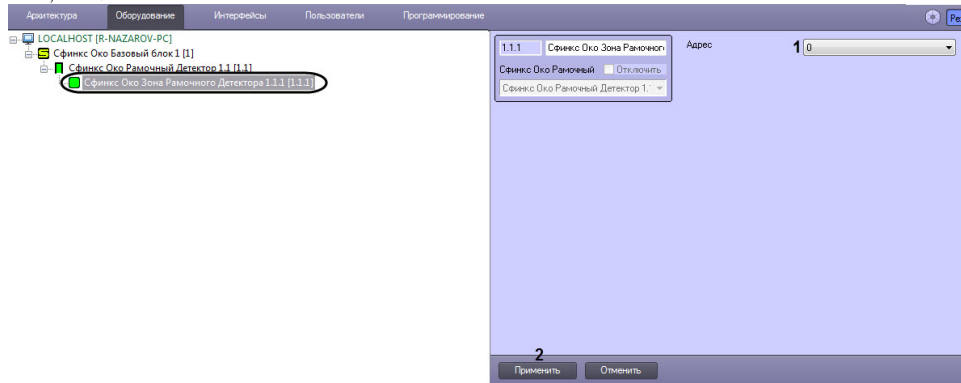 Архитектура Оборудование Интерфейсы Пользователи Программирование
LOCALHOST [R-NAZAROV-PC]
Сфинкс Око Базовый блок 1 [1]
Сфинкс Око Рамочный Детектор 1.1 [1.1]
Сфинкс Око Зона Рамочного Детектора 1.1.1 [1.1.1]
1.1.1 Сфинкс Око Зона Рамочного
Адрес 1 0
Сфинкс Око Рамочный Отключить
Сфинкс Око Рамочный Детектор 1.
2
Применить Отменить